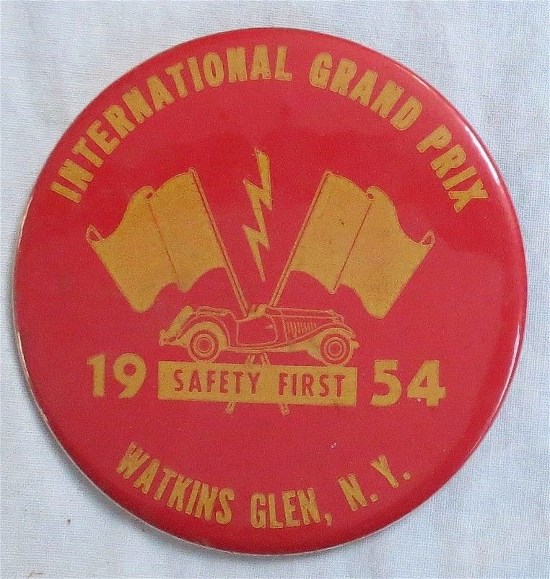 INTERNATIONAL GRAND PRIX
19 SAFETY FIRST 54
WATKINS GLEN, N.Y.